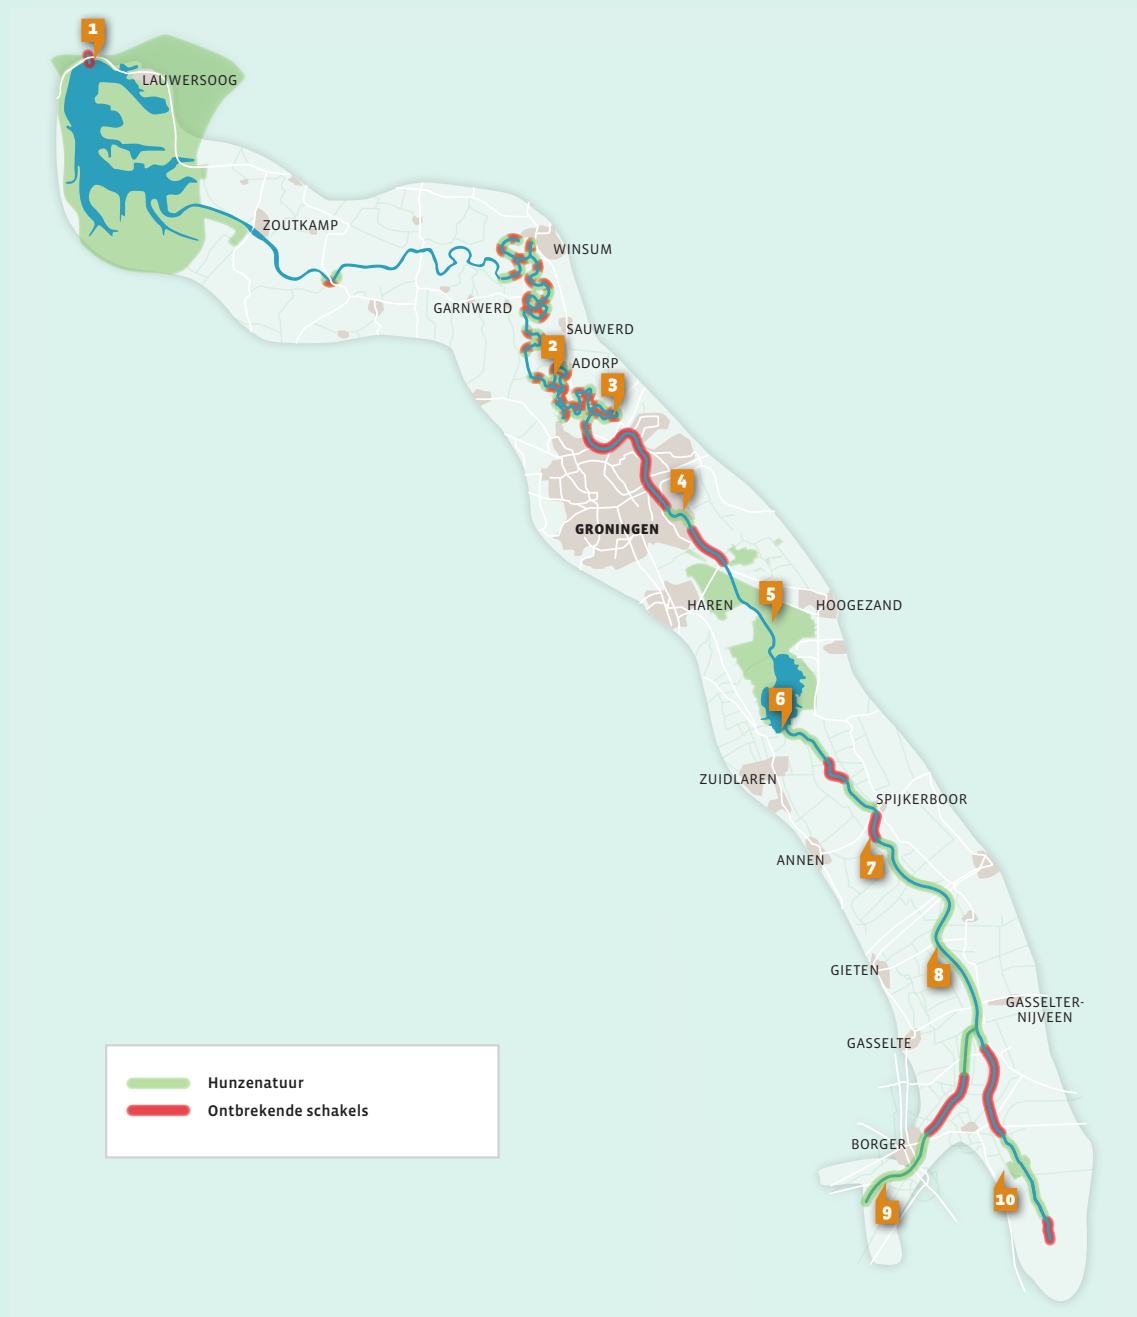 1
LAUWERSOOG
ZOUTKAMP
WINSUM
GARNWERD
SAUWERD
2
ADORP
3
4
GRONINGEN
5
HAREN
HOOGEZAND
6
ZUIDLAREN
SPIJKERBOOR
ANNEN
7
GIETEN
8
GASSELTER-
NIJVEEN
GASSELTE
Hunzenatuur
Ontbrekende schakels
BORGER
9
10